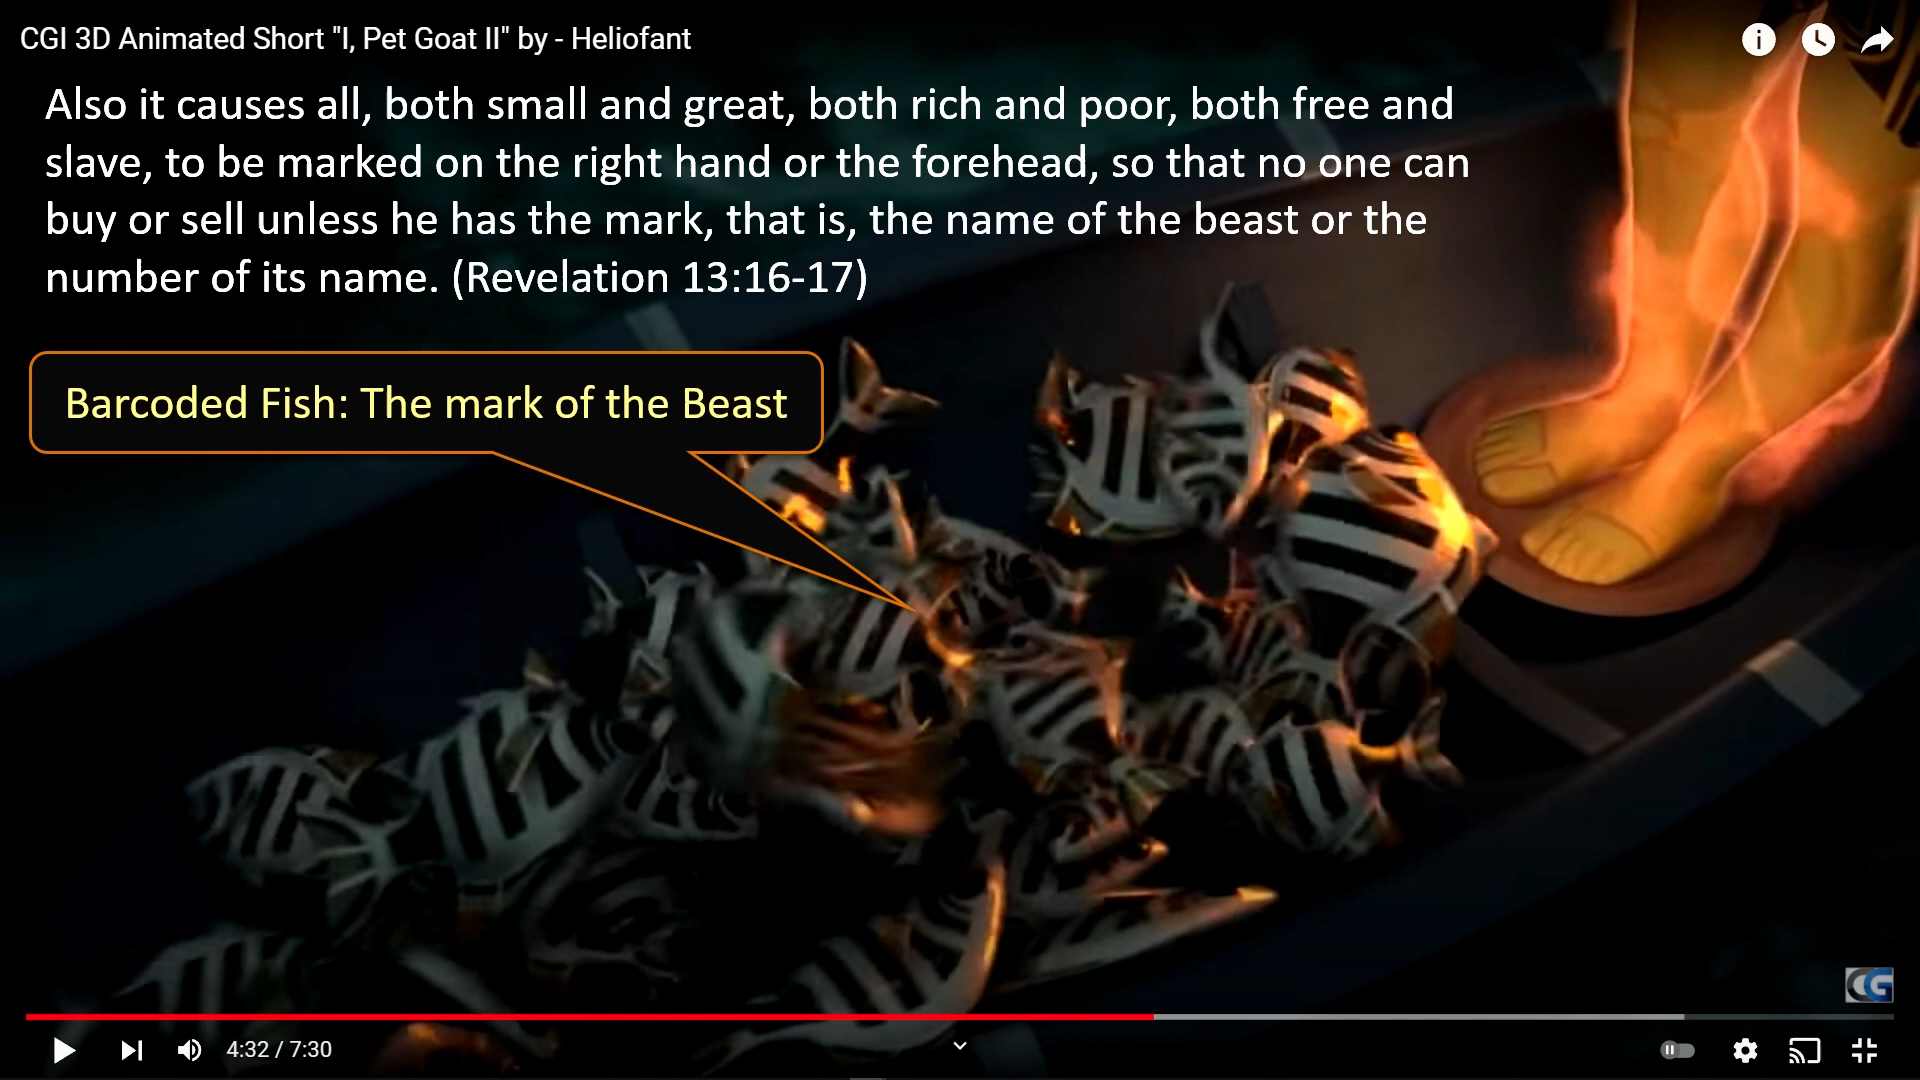 CGI 3D Animated Short "I, Pet Goat II" by - Heliofant
Also it causes all, both small and great, both rich and poor, both free and
slave, to be marked on the right hand or the forehead, so that no one can
buy or sell unless he has the mark, that is, the name of the beast or the
number of its name. (Revelation 13:16-17)
Barcoded Fish: The mark of the Beast
CG
4:32 / 7:30